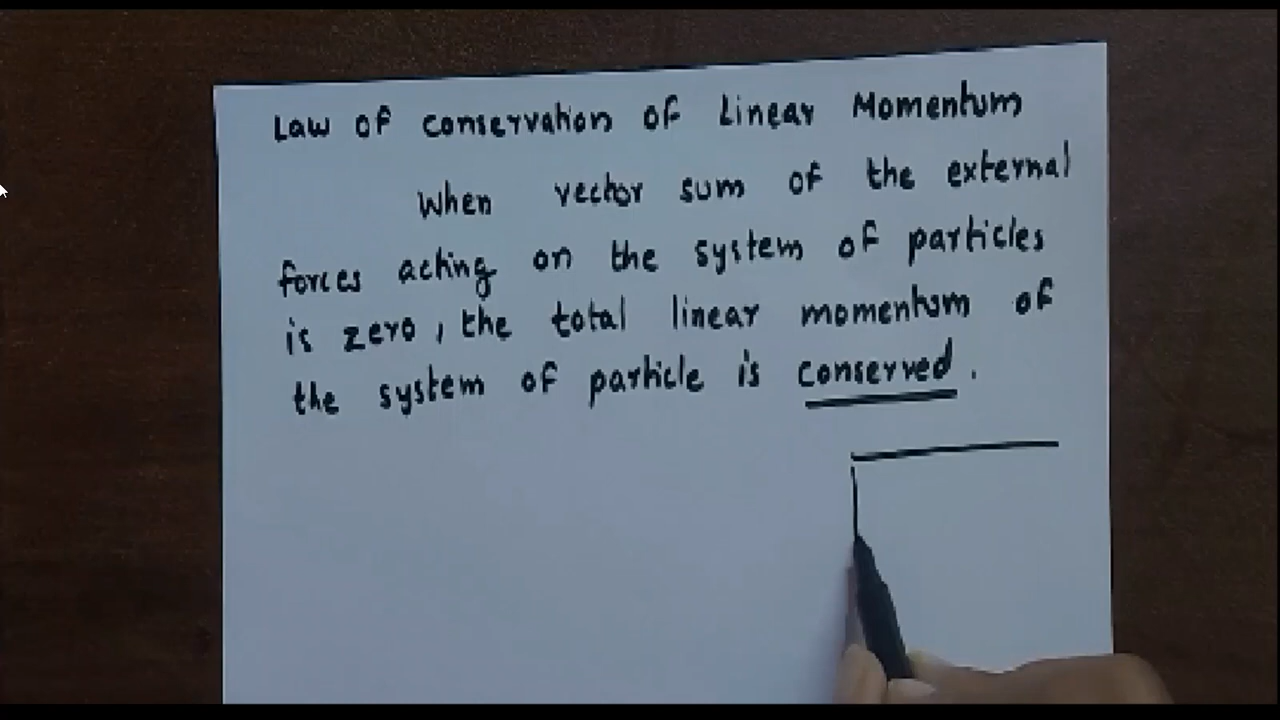 Law of conservation of Linear Momentum
When vector sum of the external
forces acting on the system of particles
is zero, the total linear momentum of
the system of particle is conserved.